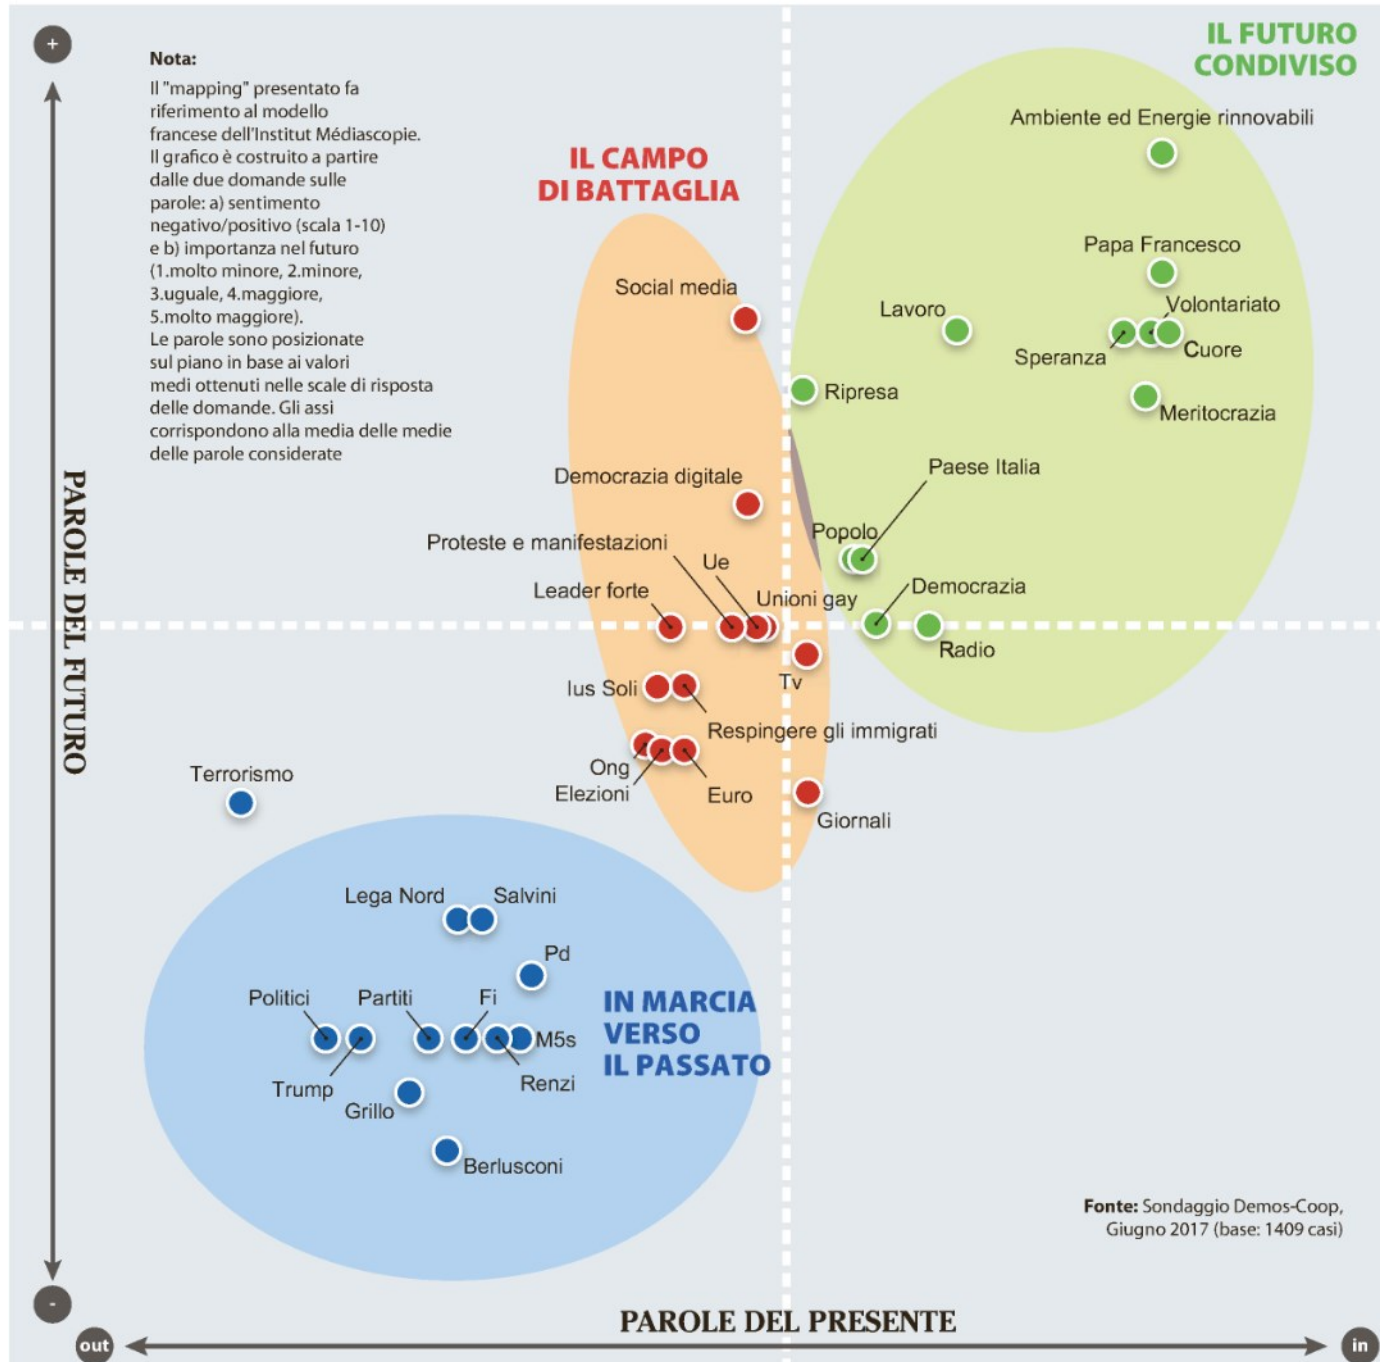 +
Nota:
Il "mapping" presentato fa
riferimento al modello
francese dell'Institut Médiascopie.
Il grafico è costruito a partire
dalle due domande sulle
parole: a) sentimento
negativo/positivo (scala 1-10)
e b) importanza nel futuro
(1.molto minore, 2.minore,
3.uguale, 4.maggiore,
5.molto maggiore).
Le parole sono posizionate
sul piano in base ai valori
medi ottenuti nelle scale di risposta
delle domande. Gli assi
corrispondono alla media delle medie
delle parole considerate
IL FUTURO
CONDIVISO
Ambiente ed Energie rinnovabili
Papa Francesco
Lavoro
Volontariato
Speranza
Cuore
Ripresa
Meritocrazia
Paese Italia
Popolo
Democrazia
Radio
IL CAMPO
DI BATTAGLIA
Social media
Democrazia digitale
Proteste e manifestazioni
Ue
Leader forte
Unioni gay
Tv
Ius Soli
Respingere gli immigrati
Ong
Elezioni
Euro
Giornali
PAROLE DEL FUTURO
Terrorismo
Lega Nord
Salvini
Pd
Politici
Partiti
Fi
M5s
Trump
Renzi
Grillo
Berlusconi
IN MARCIA
VERSO
IL PASSATO
Fonte: Sondaggio Demos-Coop,
Giugno 2017 (base: 1409 casi)
-
PAROLE DEL PRESENTE
out
in